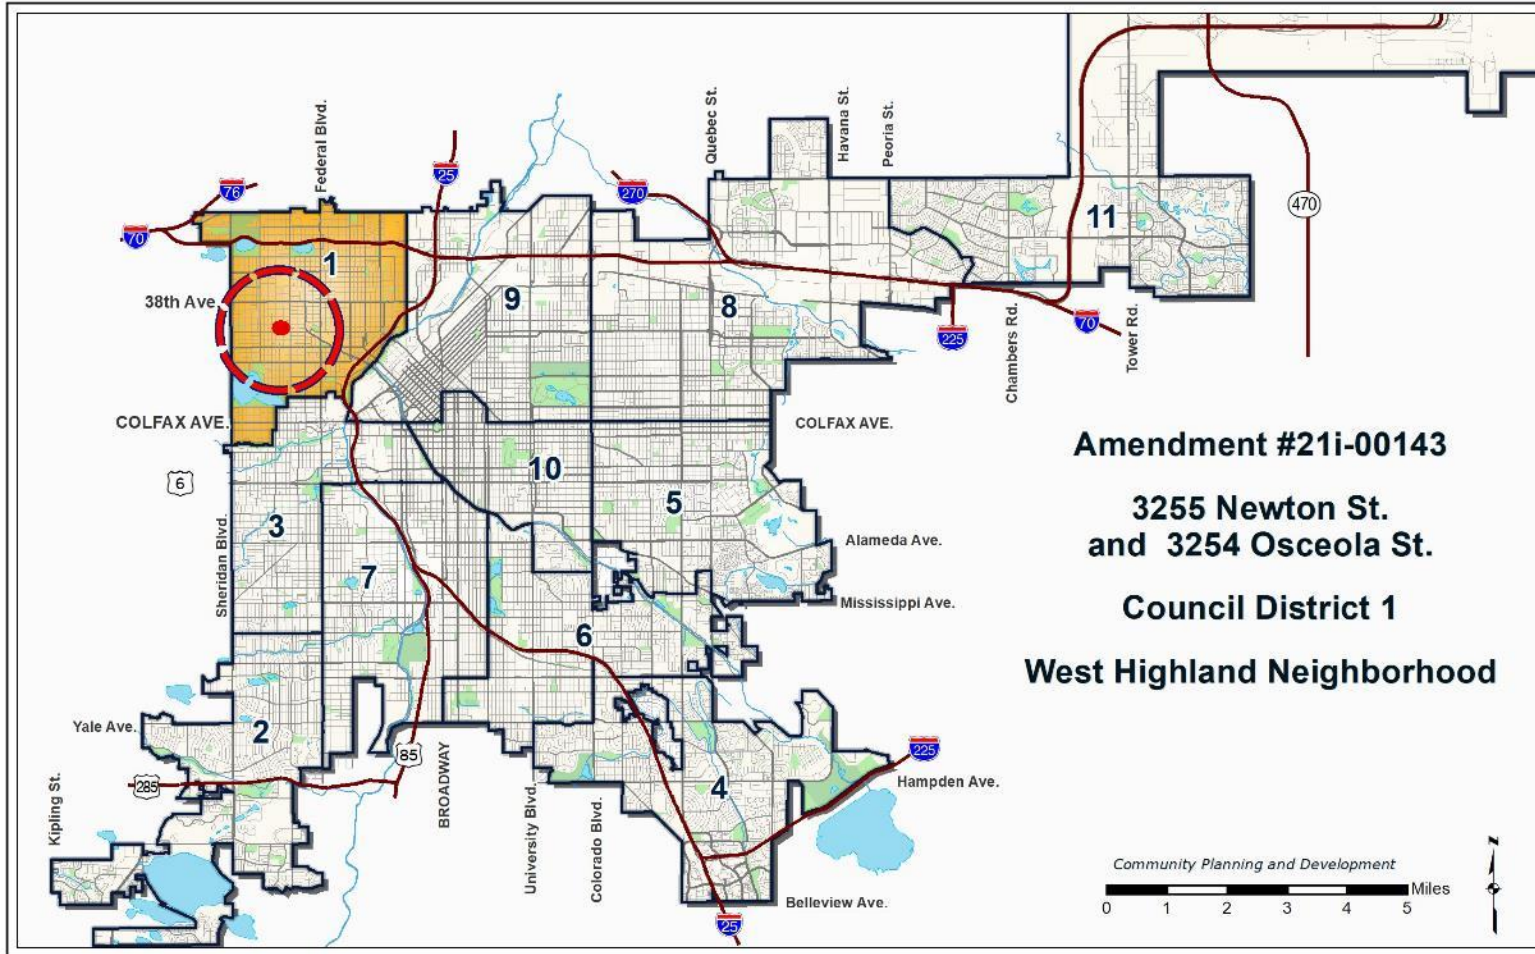 Federal Blvd.
Quebec St.
Havana St.
Peoria St.
76
25
270
70
470
11
1
38th Ave.
9
8
225
70
Chambers Rd.
Tower Rd.
COLFAX AVE.
COLFAX AVE.
6
10
5
3
Sheridan Blvd.
7
Alameda Ave.
Mississippi Ave.
6
Yale Ave.
2
85
285
Kipling St.
BROADWAY
University Blvd.
Colorado Blvd.
4
225
Hampden Ave.
Belleview Ave.
25
Amendment #21i-00143
3255 Newton St.
and 3254 Osceola St.
Council District 1
West Highland Neighborhood
Community Planning and Development
Miles
0 1 2 3 4 5
N